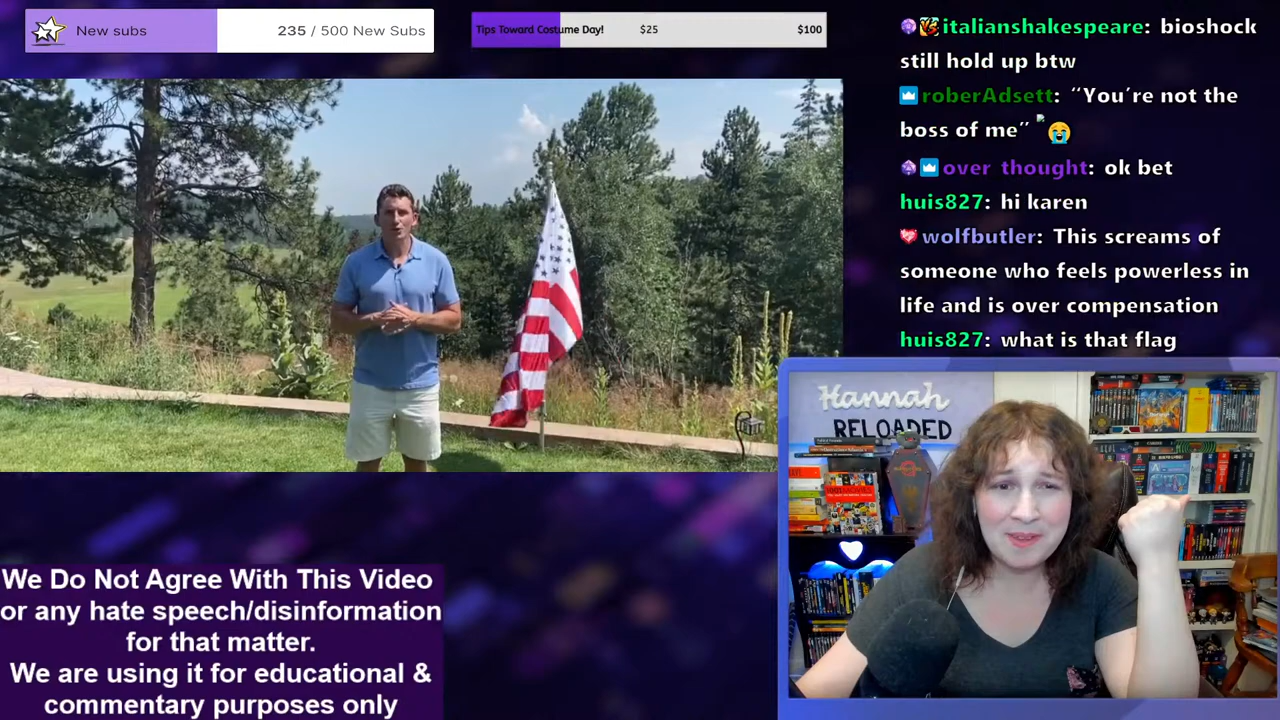 New subs
235 / 500 New Subs
Tips Toward Costume Day!
$25
$100
italianshakespeare: bioshock
still hold up btw
roberAdsett: “You’re not the
boss of me”
over_thought: ok bet
huis827: hi karen
wolfbutler: This screams of
someone who feels powerless in
life and is over compensation
huis827: what is that flag
Hannah
RELOADED
We Do Not Agree With This Video
or any hate speech/disinformation
for that matter.
We are using it for educational &
commentary purposes only